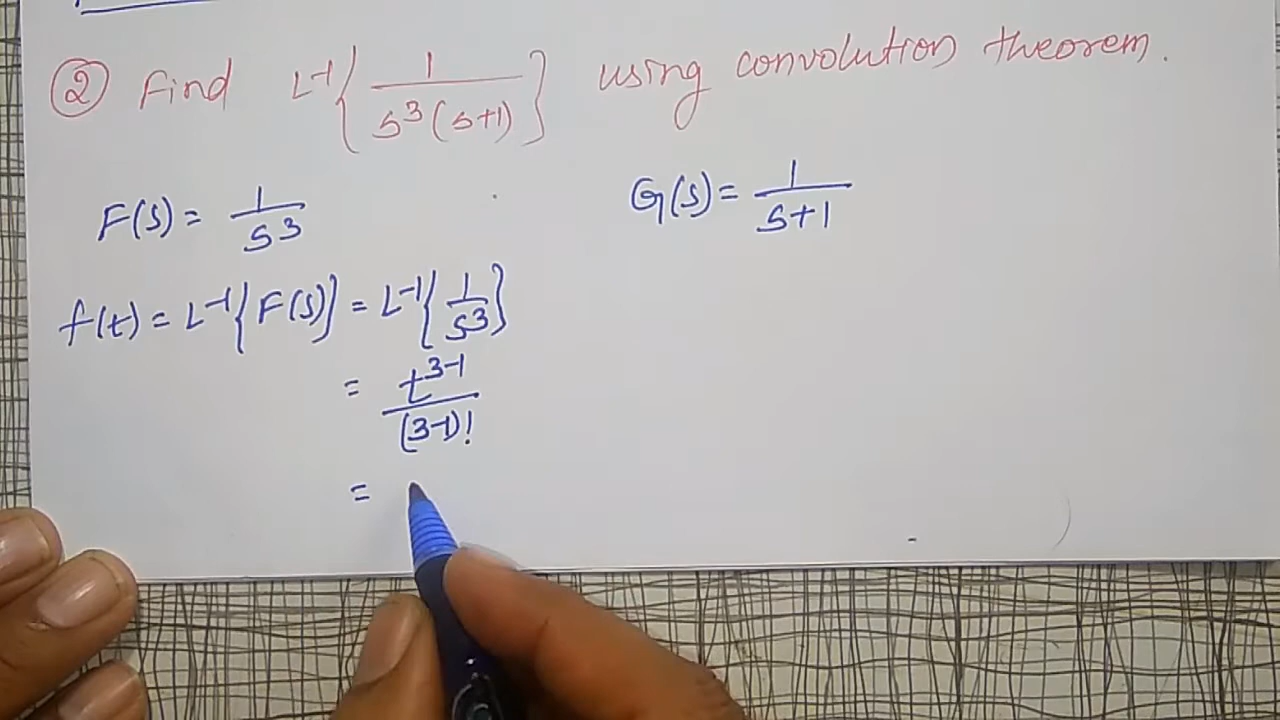 ② Find L⁻¹{ 1 / s³(s+1) } using convolution theorem.
F(s) = 1/s³ G(s) = 1/s+1
f(t) = L⁻¹{F(s)} = L⁻¹{1/s³}
= t³⁻¹/(3-1)!
=